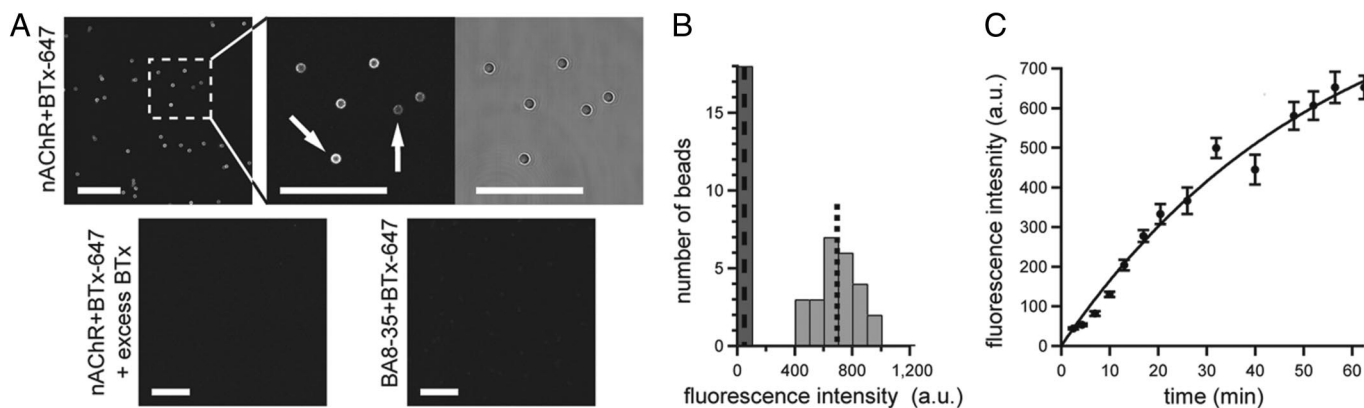 A
nAChR+BTx-647
nAChR+BTx-647
+ excess BTx
BA8-35+BTx-647
B
number of beads
15
10
5
0
0
400
800
1,200
fluorescence intensity (a.u.)
C
fluorescence intesnity (a.u.)
700
600
500
400
300
200
100
0
0
10
20
30
40
50
60
time (min)